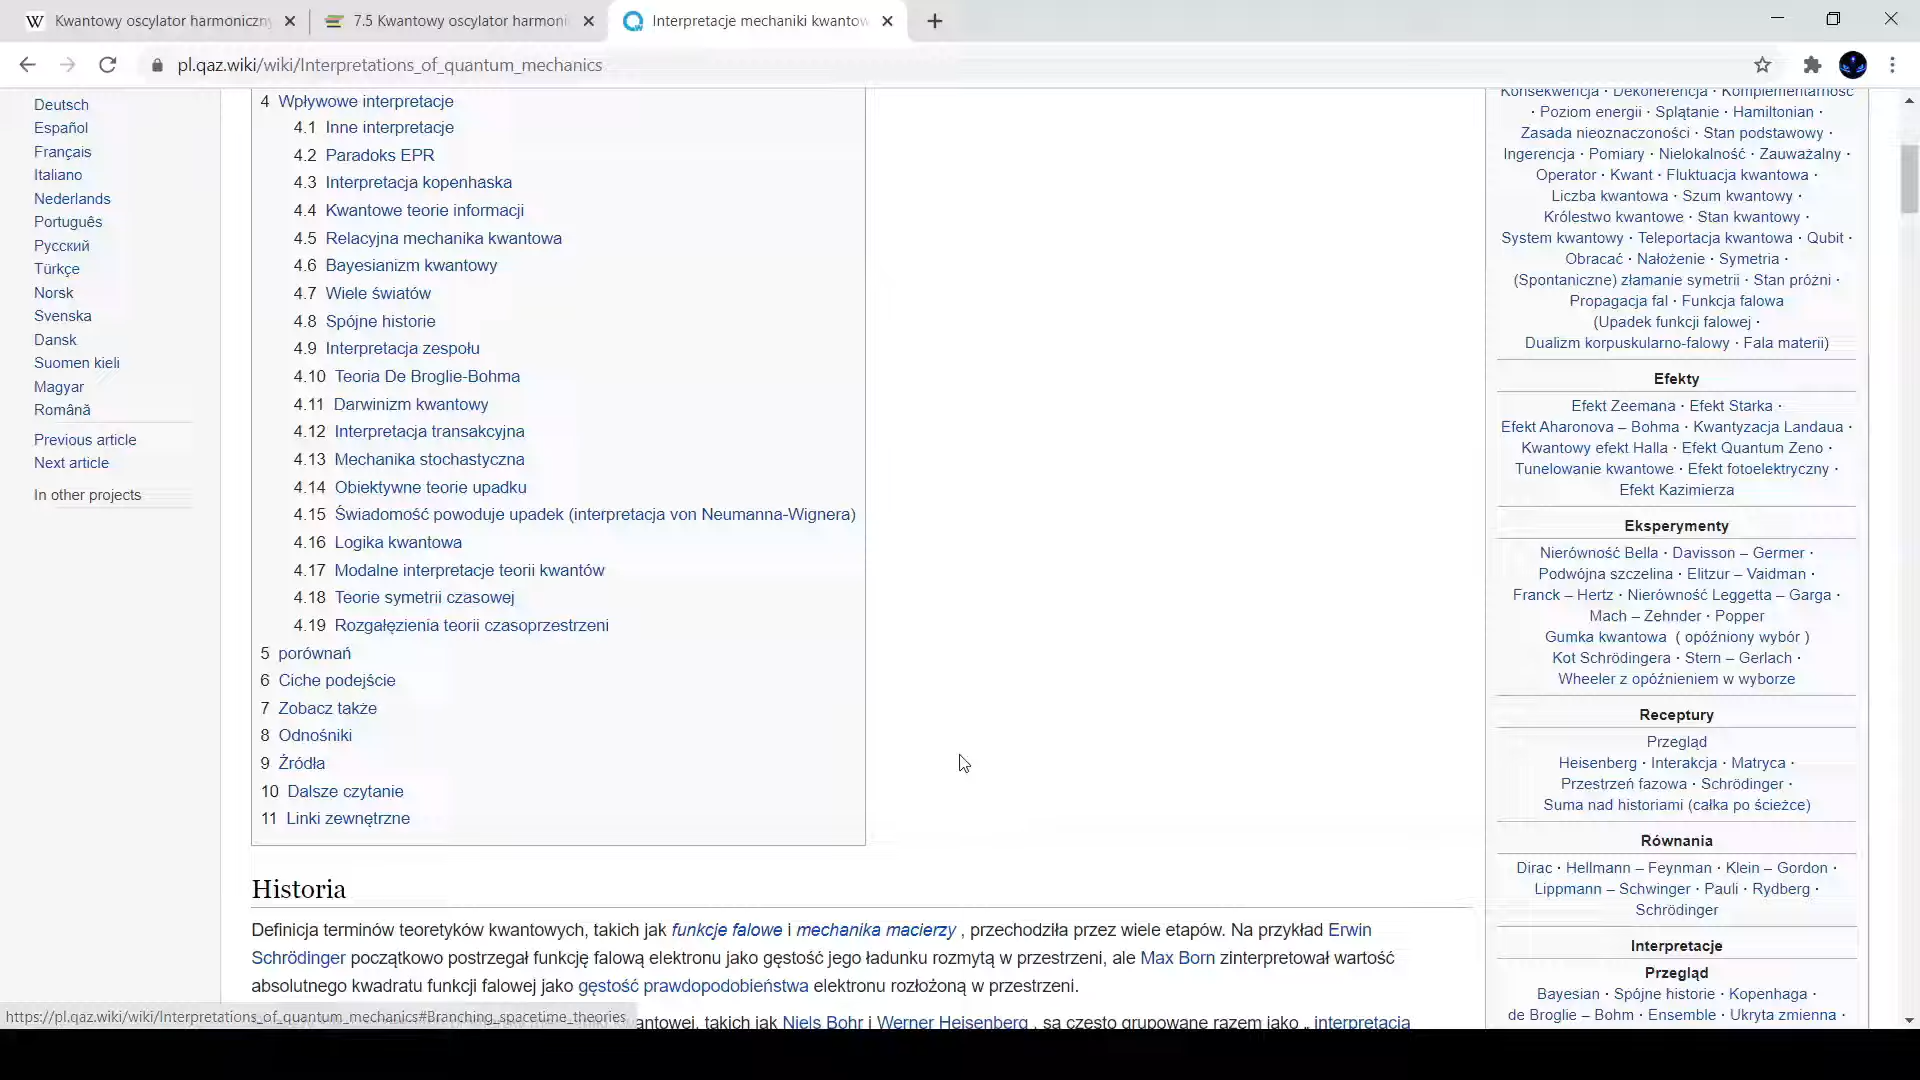 Kwantowy oscylator harmoniczny
7.5 Kwantowy oscylator harmoni
Interpretacje mechaniki kwantow
pl.qaz.wiki/wiki/Interpretations_of_quantum_mechanics
Deutsch
Español
Français
Italiano
Nederlands
Português
Русский
Türkçe
Norsk
Svenska
Dansk
Suomen kieli
Magyar
Română
Previous article
Next article
In other projects
4 Wpływowe interpretacje
4.1 Inne interpretacje
4.2 Paradoks EPR
4.3 Interpretacja kopenhaska
4.4 Kwantowe teorie informacji
4.5 Relacyjna mechanika kwantowa
4.6 Bayesianizm kwantowy
4.7 Wiele światów
4.8 Spójne historie
4.9 Interpretacja zespołu
4.10 Teoria De Broglie-Bohma
4.11 Darwinizm kwantowy
4.12 Interpretacja transakcyjna
4.13 Mechanika stochastyczna
4.14 Obiektywne teorie upadku
4.15 Świadomość powoduje upadek (interpretacja von Neumanna-Wignera)
4.16 Logika kwantowa
4.17 Modalne interpretacje teorii kwantów
4.18 Teorie symetrii czasowej
4.19 Rozgałęzienia teorii czasoprzestrzeni
5 porównań
6 Ciche podejście
7 Zobacz także
8 Odnośniki
9 Źródła
10 Dalsze czytanie
11 Linki zewnętrzne
Historia
Definicja terminów teoretyków kwantowych, takich jak funkcje falowe i mechanika macierzy , przechodziła przez wiele etapów. Na przykład Erwin
Schrödinger początkowo postrzegał funkcję falową elektronu jako gęstość jego ładunku rozmytą w przestrzeni, ale Max Born zinterpretował wartość
absolutnego kwadratu funkcji falowej jako gęstość prawdopodobieństwa elektronu rozłożoną w przestrzeni.
antowej, takich jak Niels Bohr i Werner Heisenberg , są często grupowane razem jako „ interpretacja
https://pl.qaz.wiki/wiki/Interpretations_of_quantum_mechanics#Branching_spacetime_theories
Konsekwencja · Dekoherencja · Komplementarność
· Poziom energii · Splątanie · Hamiltonian ·
Zasada nieoznaczoności · Stan podstawowy ·
Ingerencja · Pomiary · Nielokalność · Zauważalny ·
Operator · Kwant · Fluktuacja kwantowa ·
Liczba kwantowa · Szum kwantowy ·
Królestwo kwantowe · Stan kwantowy ·
System kwantowy · Teleportacja kwantowa · Qubit ·
Obracać · Nałożenie · Symetria ·
(Spontaniczne) złamanie symetrii · Stan próżni ·
Propagacja fal · Funkcja falowa
(Upadek funkcji falowej ·
Dualizm korpuskularno-falowy · Fala materii)
Efekty
Efekt Zeemana · Efekt Starka ·
Efekt Aharonova – Bohma · Kwantyzacja Landaua ·
Kwantowy efekt Halla · Efekt Quantum Zeno ·
Tunelowanie kwantowe · Efekt fotoelektryczny ·
Efekt Kazimierza
Eksperymenty
Nierówność Bella · Davisson – Germer ·
Podwójna szczelina · Elitzur – Vaidman ·
Franck – Hertz · Nierówność Leggetta – Garga ·
Mach – Zehnder · Popper
Gumka kwantowa ( opóźniony wybór )
Kot Schrödingera · Stern – Gerlach ·
Wheeler z opóźnieniem w wyborze
Receptury
Przegląd
Heisenberg · Interakcja · Matryca ·
Przestrzeń fazowa · Schrödinger ·
Suma nad historiami (całka po ścieżce)
Równania
Dirac · Hellmann – Feynman · Klein – Gordon ·
Lippmann – Schwinger · Pauli · Rydberg ·
Schrödinger
Interpretacje
Przegląd
Bayesian · Spójne historie · Kopenhaga ·
de Broglie – Bohm · Ensemble · Ukryta zmienna ·